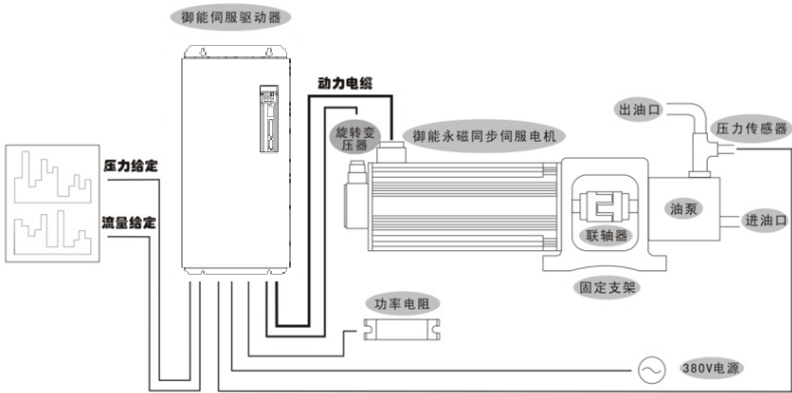 御能伺服驱动器
动力电缆
出油口
压力传感器
旋转变
压器
御能永磁同步伺服电机
压力给定
流量给定
油泵
进油口
联轴器
固定支架
功率电阻
380V电源